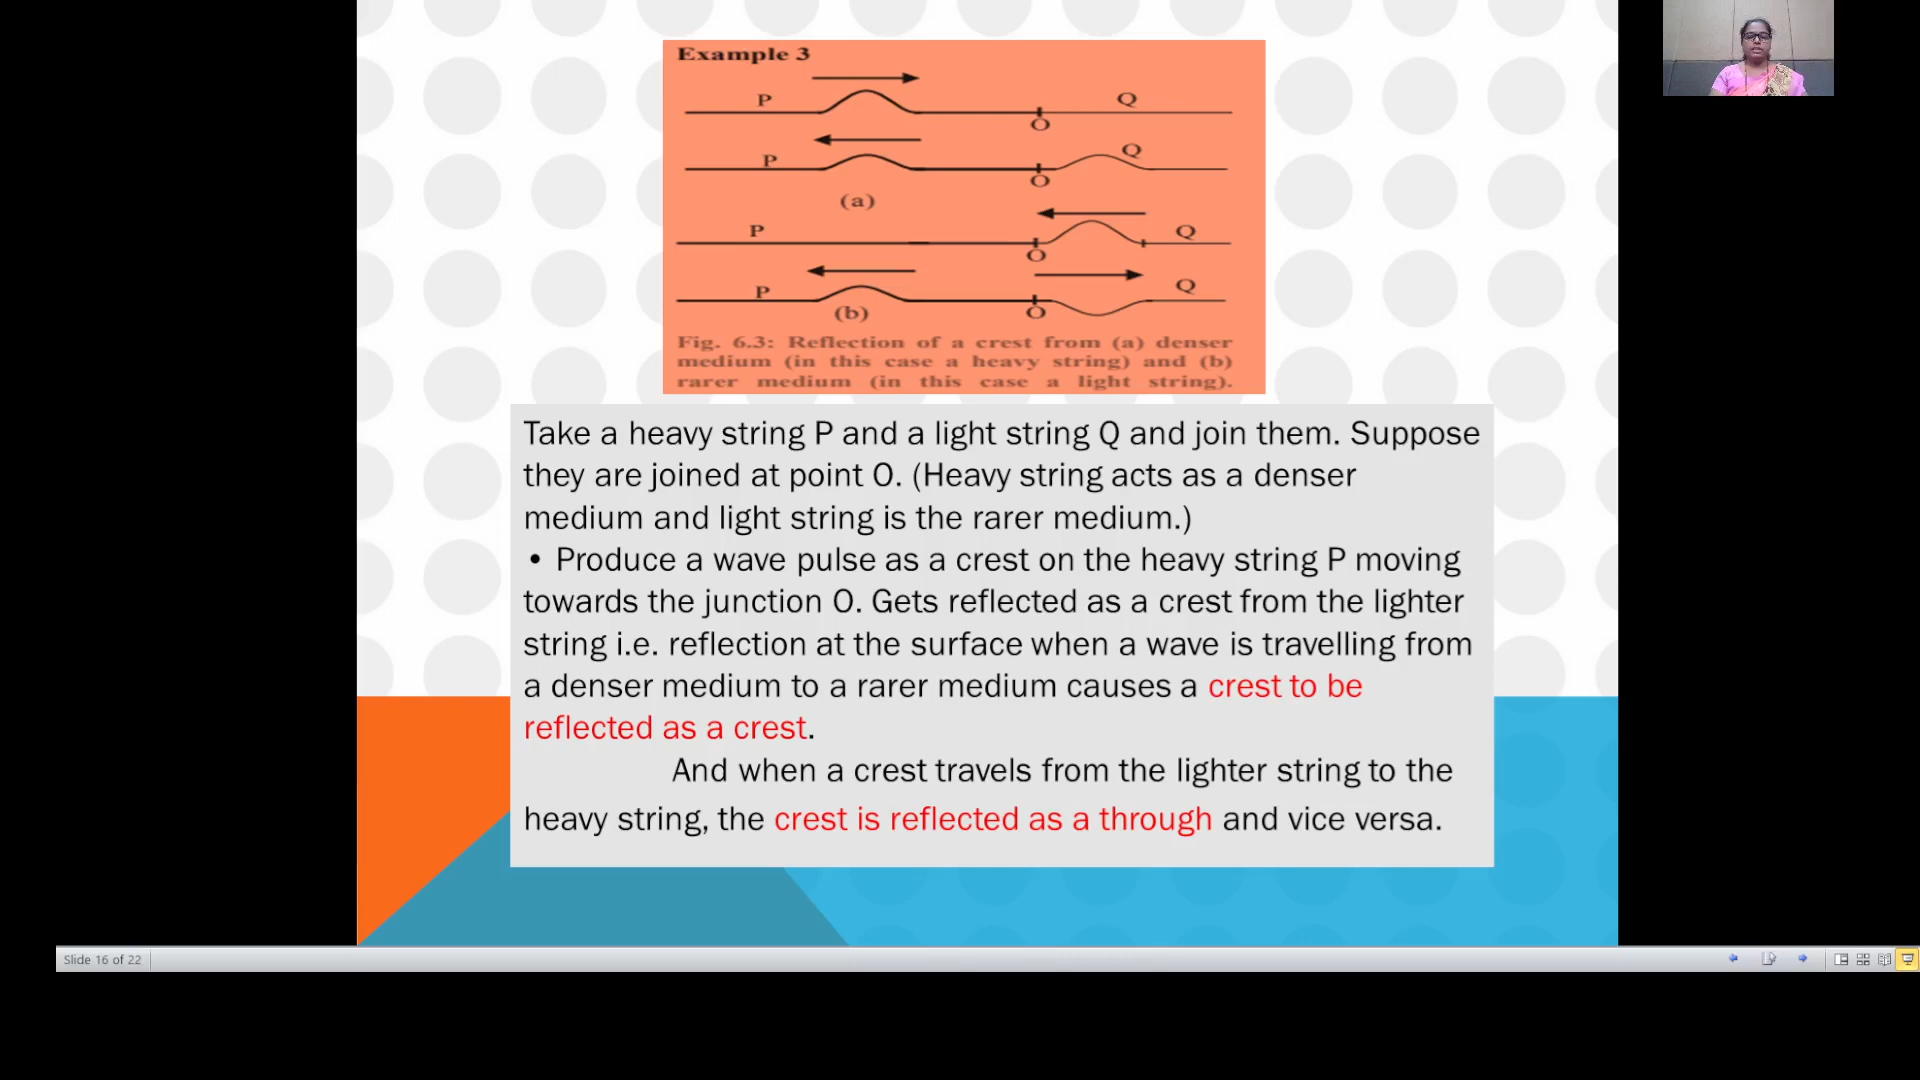 Example 3
P
Q
O
P
Q
O
(a)
P
Q
O
P
Q
(b)
O
Fig. 6.3: Reflection of a crest from (a) denser
medium (in this case a heavy string) and (b)
rarer medium (in this case a light string).
Take a heavy string P and a light string Q and join them. Suppose
they are joined at point O. (Heavy string acts as a denser
medium and light string is the rarer medium.)
• Produce a wave pulse as a crest on the heavy string P moving
towards the junction O. Gets reflected as a crest from the lighter
string i.e. reflection at the surface when a wave is travelling from
a denser medium to a rarer medium causes a crest to be
reflected as a crest.
And when a crest travels from the lighter string to the
heavy string, the crest is reflected as a through and vice versa.
Slide 16 of 22